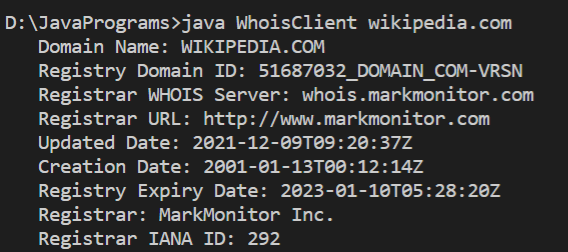 D:\JavaPrograms>java WhoisClient wikipedia.com
Domain Name: WIKIPEDIA.COM
Registry Domain ID: 51687032_DOMAIN_COM-VRSN
Registrar WHOIS Server: whois.markmonitor.com
Registrar URL: http://www.markmonitor.com
Updated Date: 2021-12-09T09:20:37Z
Creation Date: 2001-01-13T00:12:14Z
Registry Expiry Date: 2023-01-10T05:28:20Z
Registrar: MarkMonitor Inc.
Registrar IANA ID: 292